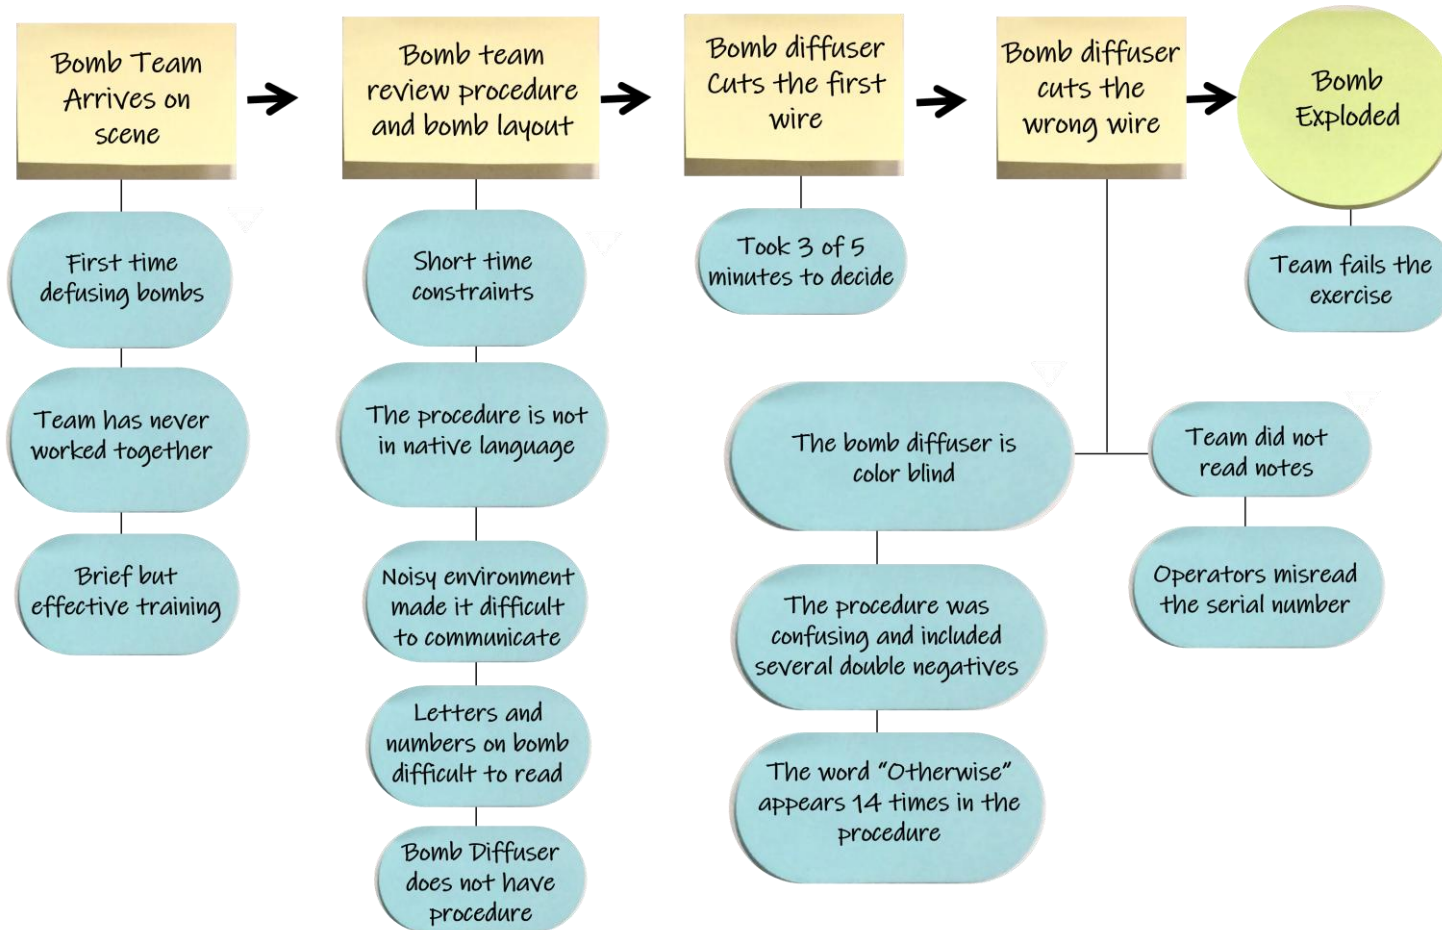 Bomb Team
Arrives on
scene
Bomb team
review procedure
and bomb layout
Bomb diffuser
Cuts the first
wire
Bomb diffuser
cuts the
wrong wire
Bomb
Exploded
First time
defusing bombs
Team has never
worked together
Brief but
effective training
Short time
constraints
The procedure is not
in native language
Noisy environment
made it difficult
to communicate
Letters and
numbers on bomb
difficult to read
Bomb Diffuser
does not have
procedure
Took 3 of 5
minutes to decide
The bomb diffuser is
color blind
The procedure was
confusing and included
several double negatives
The word "Otherwise"
appears 14 times in the
procedure
Team did not
read notes
Operators misread
the serial number
Team fails the
exercise